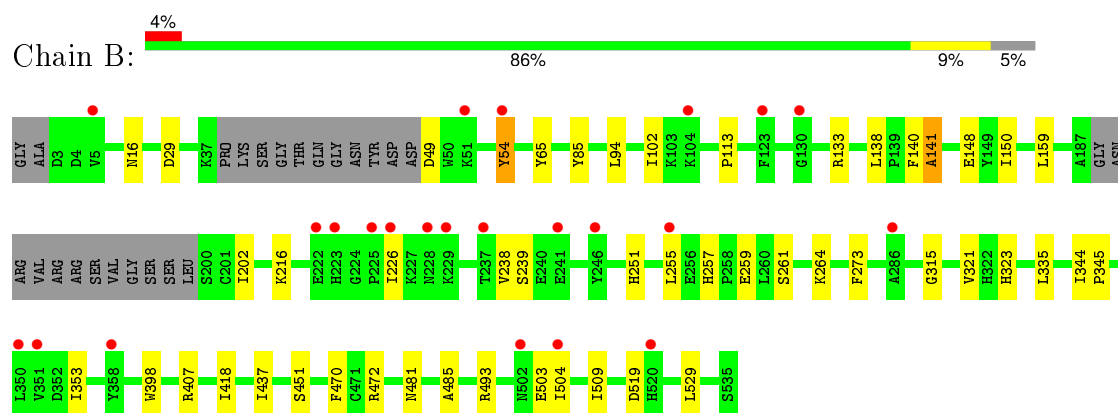 4%
Chain B:
86% 9% 5%
GLY ALA D3 D4 V5 N16 D29 K37 PRO LYS SER GLY THR GLN GLY ASN TYR ASP ASP D49 W50 K51 Y54 Y65 Y85 L94 I102 K103 K104 P113 F123 G130 R133 L138 P139 F140 A141 E148 Y149 I150 L159 A187 GLY ASN
ARG VAL ARG ARG SER VAL GLY SER SER LEU S200 C201 I202 K216 E222 H223 G224 P225 I226 K227 N228 K229 T237 V238 S239 E240 E241 Y246 H251 L255 E256 H257 P258 E259 L260 S261 K264 F273 A286 G315 V321 H322 H323 L335 I344 P345
L350 V351 D352 I353 Y358 W398 R407 I418 I437 S451 F470 C471 R472 N481 A485 R493 N502 E503 I504 I509 D519 H520 L529 S535